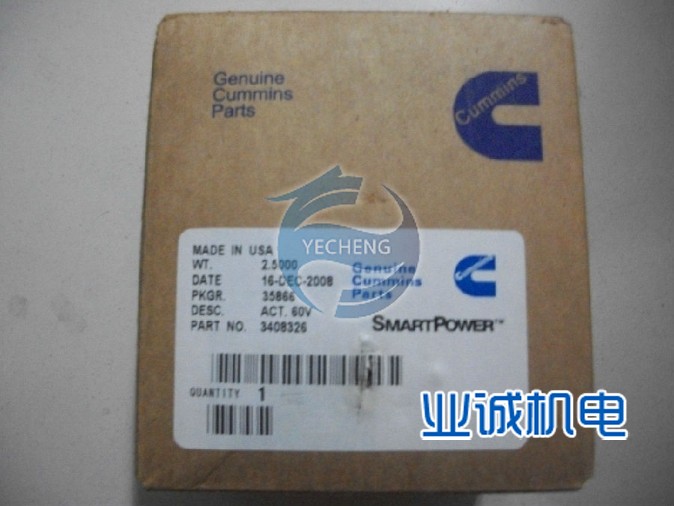 Genuine
Cummins
Parts
Cummins
YECHENG
MADE IN USA
WT. 2.5000
DATE 16-DEC-2008
PKGR. 35866
DESC. ACT. 60V
PART NO. 3408326
Genuine
Cummins
Parts
SMARTPOWER™
QUANTITY 1
业诚机电